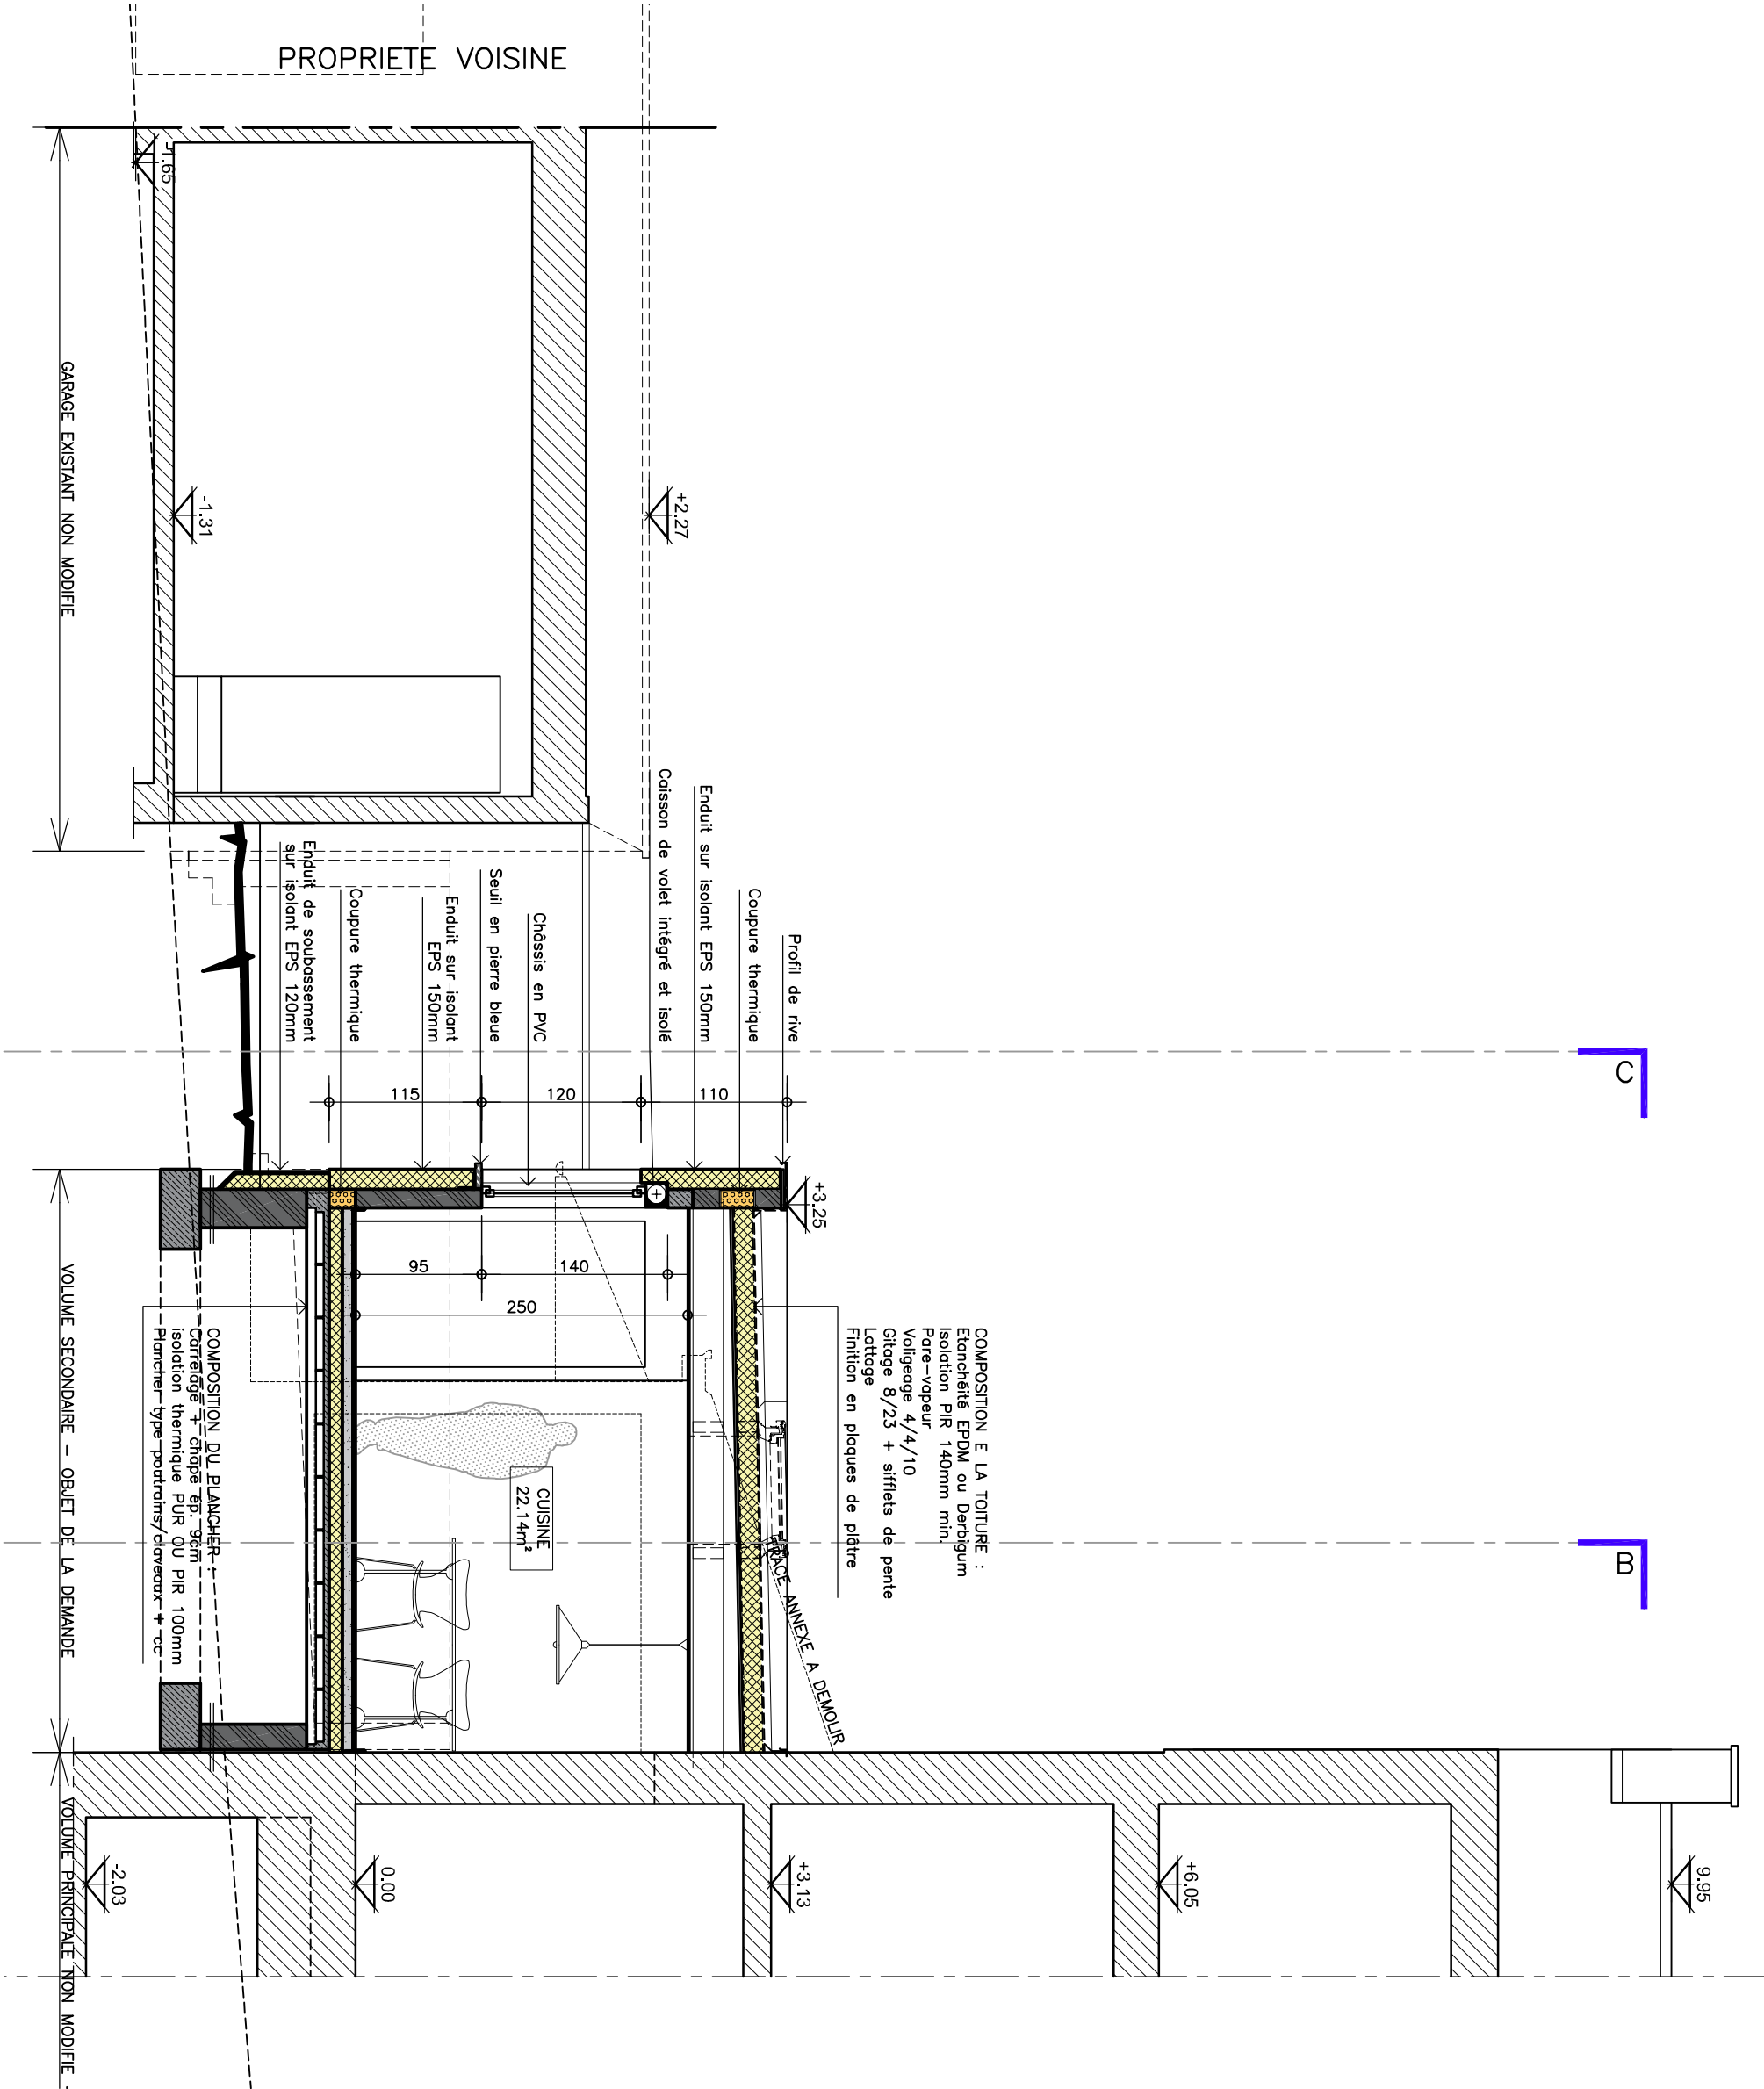 PROPRIETE VOISINE
-1.65
-1.31
+2.27
GARAGE EXISTANT NON MODIFIE
Profil de rive
Coupure thermique
Enduit sur isolant EPS 150mm
Caisson de volet intégré et isolé
Châssis en PVC
Seuil en pierre bleue
Enduit sur isolant
EPS 150mm
Coupure thermique
Enduit de soubassement
sur isolant EPS 120mm
C
115
120
110
+3.25
95
140
250
COMPOSITION E LA TOITURE :
Etanchéité EPDM ou Derbigum
Isolation PIR 140mm min.
Pare-vapeur
Voligeage 4/4/10
Gitage 8/23 + sifflets de pente
Lattage
Finition en plaques de plâtre
CUISINE
22.14m²
B
TRACE ANNEXE A DEMOLIR
COMPOSITION DU PLANCHER :
Carrelage + chape ép. 9cm
isolation thermique PUR OU PIR 100mm
Plancher type poutrains/claveaux + cc
VOLUME SECONDAIRE - OBJET DE LA DEMANDE
VOLUME PRINCIPALE NON MODIFIE -
-2.03
0.00
+3.13
+6.05
9.95